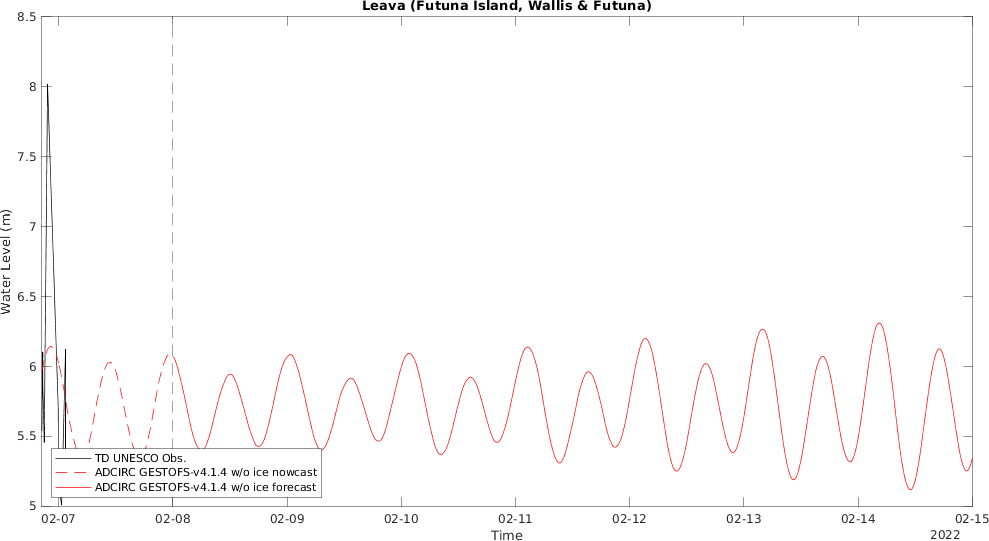 Leava (Futuna Island, Wallis & Futuna)
8.5
8
7.5
7
6.5
6
5.5
5
Water Level (m)
TD UNESCO Obs.
ADCIRC GESTOFS-v4.1.4 w/o ice nowcast
ADCIRC GESTOFS-v4.1.4 w/o ice forecast
02-07 02-08 02-09 02-10 02-11 02-12 02-13 02-14 02-15
Time
2022